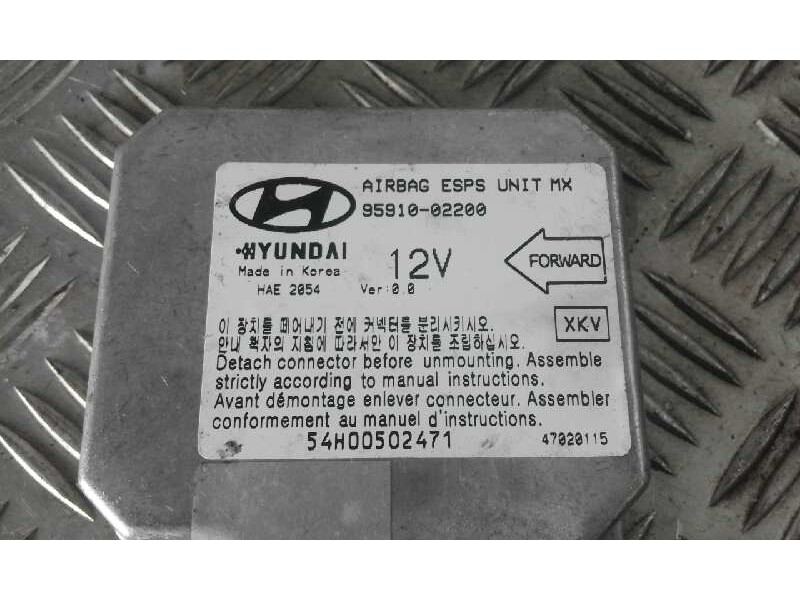 AIRBAG ESPS UNIT MX
95910-02200
HYUNDAI
Made in Korea
12V
FORWARD
HAE 2054
Ver:0.0
이 장치를 떼어내기 전에 커넥터를 분리시키시오.
XKV
안내 책자의 지침에 따라서만 이 장치를 조립하십시오.
Detach connector before unmounting. Assemble
strictly according to manual instructions.
Avant démontage enlever connecteur. Assembler
conformement au manuel d'instructions.
54H00502471
47020115